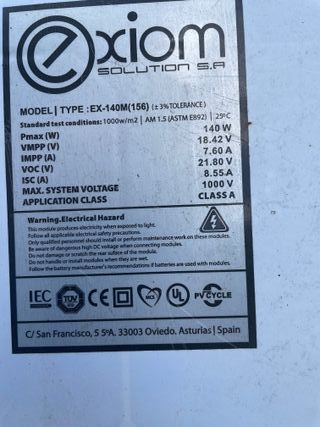 exiom
SOLUTION S.A
MODEL | TYPE : EX-140M(156) (± 3% TOLERANCE )
Standard test conditions: 1000w/m2 | AM 1.5 (ASTM E892) | 25ºC
Pmax (W) 140 W
VMPP (V) 18.42 V
IMPP (A) 7.60 A
VOC (V) 21.80 V
ISC (A) 8.55 A
MAX. SYSTEM VOLTAGE 1000 V
APPLICATION CLASS CLASS A
Warning.Electrical Hazard
This module produces electricity when exposed to light.
Follow all applicable electrical safety precautions.
Only qualified personnel should install or perform maintenance work on these modules.
Be aware of dangerous high DC voltage when connecting modules.
Do not damage or scratch the rear surface of the module.
Do not handle or install modules when they are wet.
Follow the battery manufacturer's recommendations if batteries are used with modules.
IEC TÜV CE MCS UL PV CYCLE
C/ San Francisco, 5 5ºA. 33003 Oviedo. Asturias | Spain